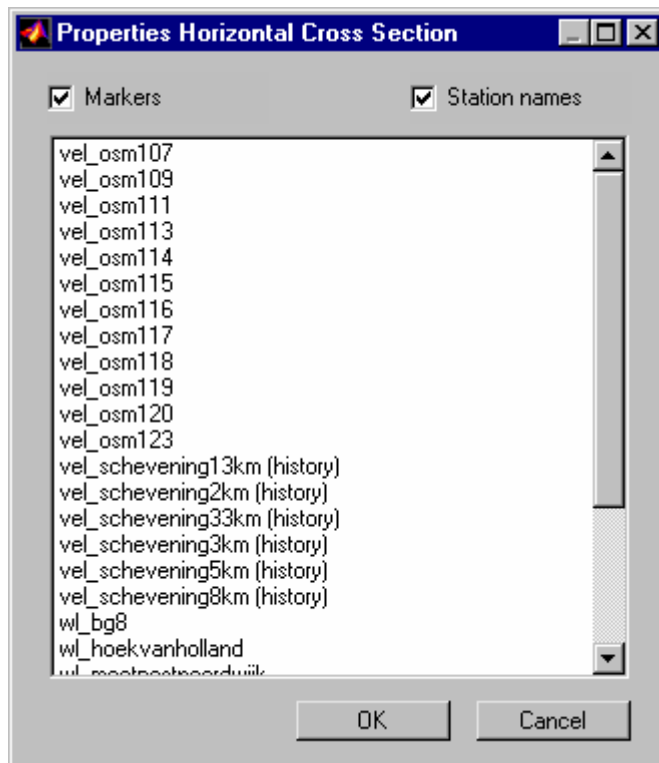 Properties Horizontal Cross Section
Markers
Station names
vel_osm107
vel_osm109
vel_osm111
vel_osm113
vel_osm114
vel_osm115
vel_osm116
vel_osm117
vel_osm118
vel_osm119
vel_osm120
vel_osm123
vel_schevening13km (history)
vel_schevening2km (history)
vel_schevening33km (history)
vel_schevening3km (history)
vel_schevening5km (history)
vel_schevening8km (history)
wl_bg8
wl_hoekvanholland
OK
Cancel